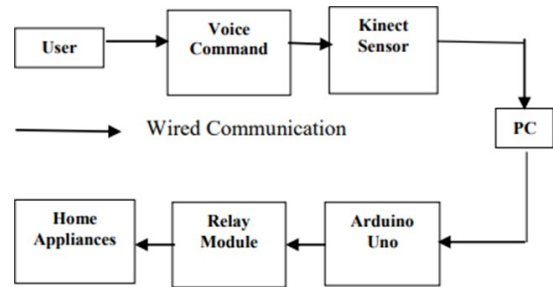 User
Voice
Command
Kinect
Sensor
Wired Communication
PC
Home
Appliances
Relay
Module
Arduino
Uno